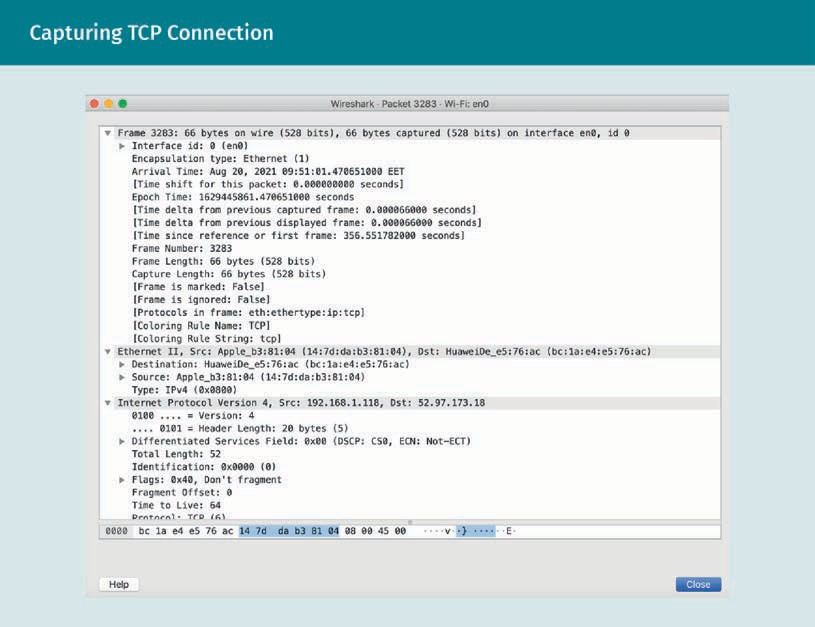 Capturing TCP Connection
Wireshark · Packet 3283 · Wi-Fi: en0
Frame 3283: 66 bytes on wire (528 bits), 66 bytes captured (528 bits) on interface en0, id 0
Interface id: 0 (en0)
Encapsulation type: Ethernet (1)
Arrival Time: Aug 20, 2021 09:51:01.470651000 EET
[Time shift for this packet: 0.000000000 seconds]
Epoch Time: 1629445861.470651000 seconds
[Time delta from previous captured frame: 0.000066000 seconds]
[Time delta from previous displayed frame: 0.000066000 seconds]
[Time since reference or first frame: 356.551782000 seconds]
Frame Number: 3283
Frame Length: 66 bytes (528 bits)
Capture Length: 66 bytes (528 bits)
[Frame is marked: False]
[Frame is ignored: False]
[Protocols in frame: eth:ethertype:ip:tcp]
[Coloring Rule Name: TCP]
[Coloring Rule String: tcp]
Ethernet II, Src: Apple_b3:81:04 (14:7d:da:b3:81:04), Dst: HuaweiDe_e5:76:ac (bc:1a:e4:e5:76:ac)
Destination: HuaweiDe_e5:76:ac (bc:1a:e4:e5:76:ac)
Source: Apple_b3:81:04 (14:7d:da:b3:81:04)
Type: IPv4 (0x0800)
Internet Protocol Version 4, Src: 192.168.1.118, Dst: 52.97.173.18
0100 .... = Version: 4
.... 0101 = Header Length: 20 bytes (5)
Differentiated Services Field: 0x00 (DSCP: CS0, ECN: Not-ECT)
Total Length: 52
Identification: 0x0000 (0)
Flags: 0x40, Don't fragment
Fragment Offset: 0
Time to Live: 64
Protocol: TCP (6)
0000 bc 1a e4 e5 76 ac 14 7d da b3 81 04 08 00 45 00 ····v··} ······E·
Help
Close